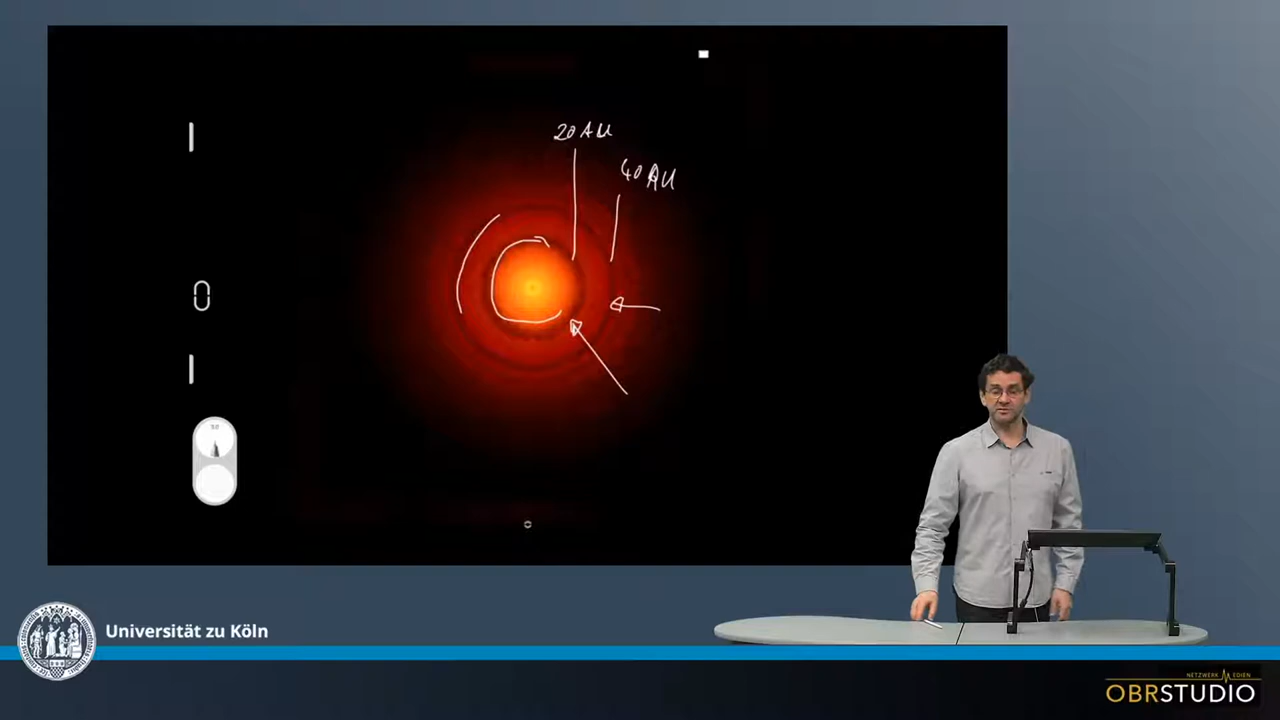 20 AU
40 AU
Universität zu Köln
NETZWERK MEDIEN
OBRSTUDIO